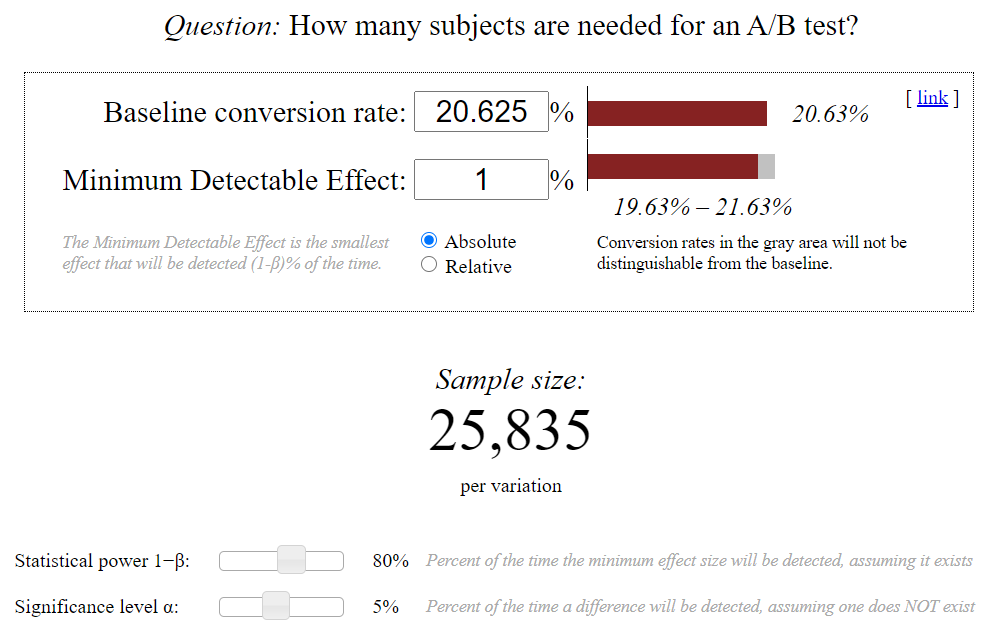 Question: How many subjects are needed for an A/B test?
[ link ]
Baseline conversion rate: 20.625 % 20.63%
Minimum Detectable Effect: 1 %
19.63% – 21.63%
The Minimum Detectable Effect is the smallest
effect that will be detected (1-β)% of the time.
Absolute
Relative
Conversion rates in the gray area will not be
distinguishable from the baseline.
Sample size:
25,835
per variation
Statistical power 1−β: 80% Percent of the time the minimum effect size will be detected, assuming it exists
Significance level α: 5% Percent of the time a difference will be detected, assuming one does NOT exist